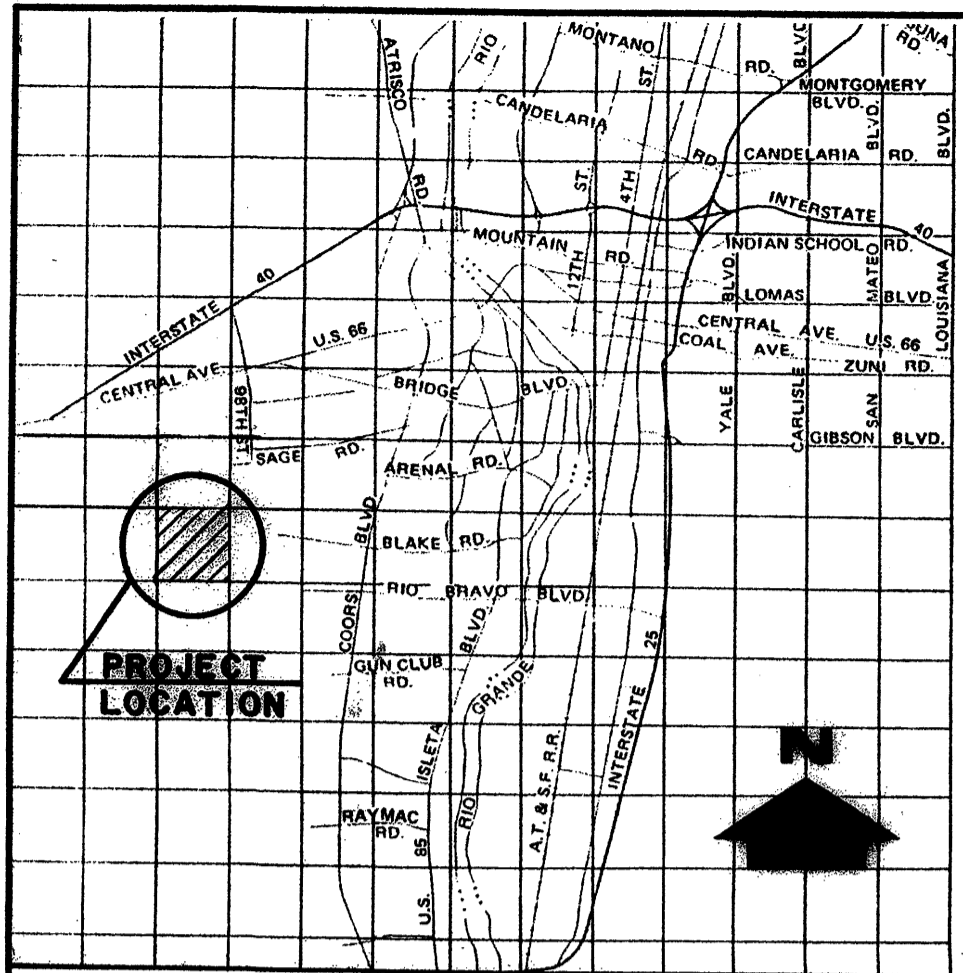 MONTANO
RD.
ATRISCO
RD.
RIO
ST.
BLVD.
RD.
MONTGOMERY
BLVD.
BLVD.
BLVD.
CANDELARIA
RD.
CANDELARIA RD.
4TH
12TH
ST.
INTERSTATE
40
MOUNTAIN
RD.
INDIAN SCHOOL RD.
BLVD.
LOMAS
BLVD.
MATEO
SAN
LOUISIANA
INTERSTATE
40
U.S. 66
CENTRAL AVE
CENTRAL AVE.
U.S. 66
COAL AVE.
ZUNI RD.
98TH ST.
BRIDGE
BLVD.
YALE
CARLISLE
GIBSON BLVD.
SAGE RD.
ARENAL RD.
BLAKE RD.
RIO BRAVO BLVD.
COORS
BLVD
ISLETA
BLVD.
GUN CLUB
RD.
RIO
GRANDE
PROJECT
LOCATION
RAYMAC
RD.
U.S.
85
A.T. & S.F. R.R.
INTERSTATE
25
N